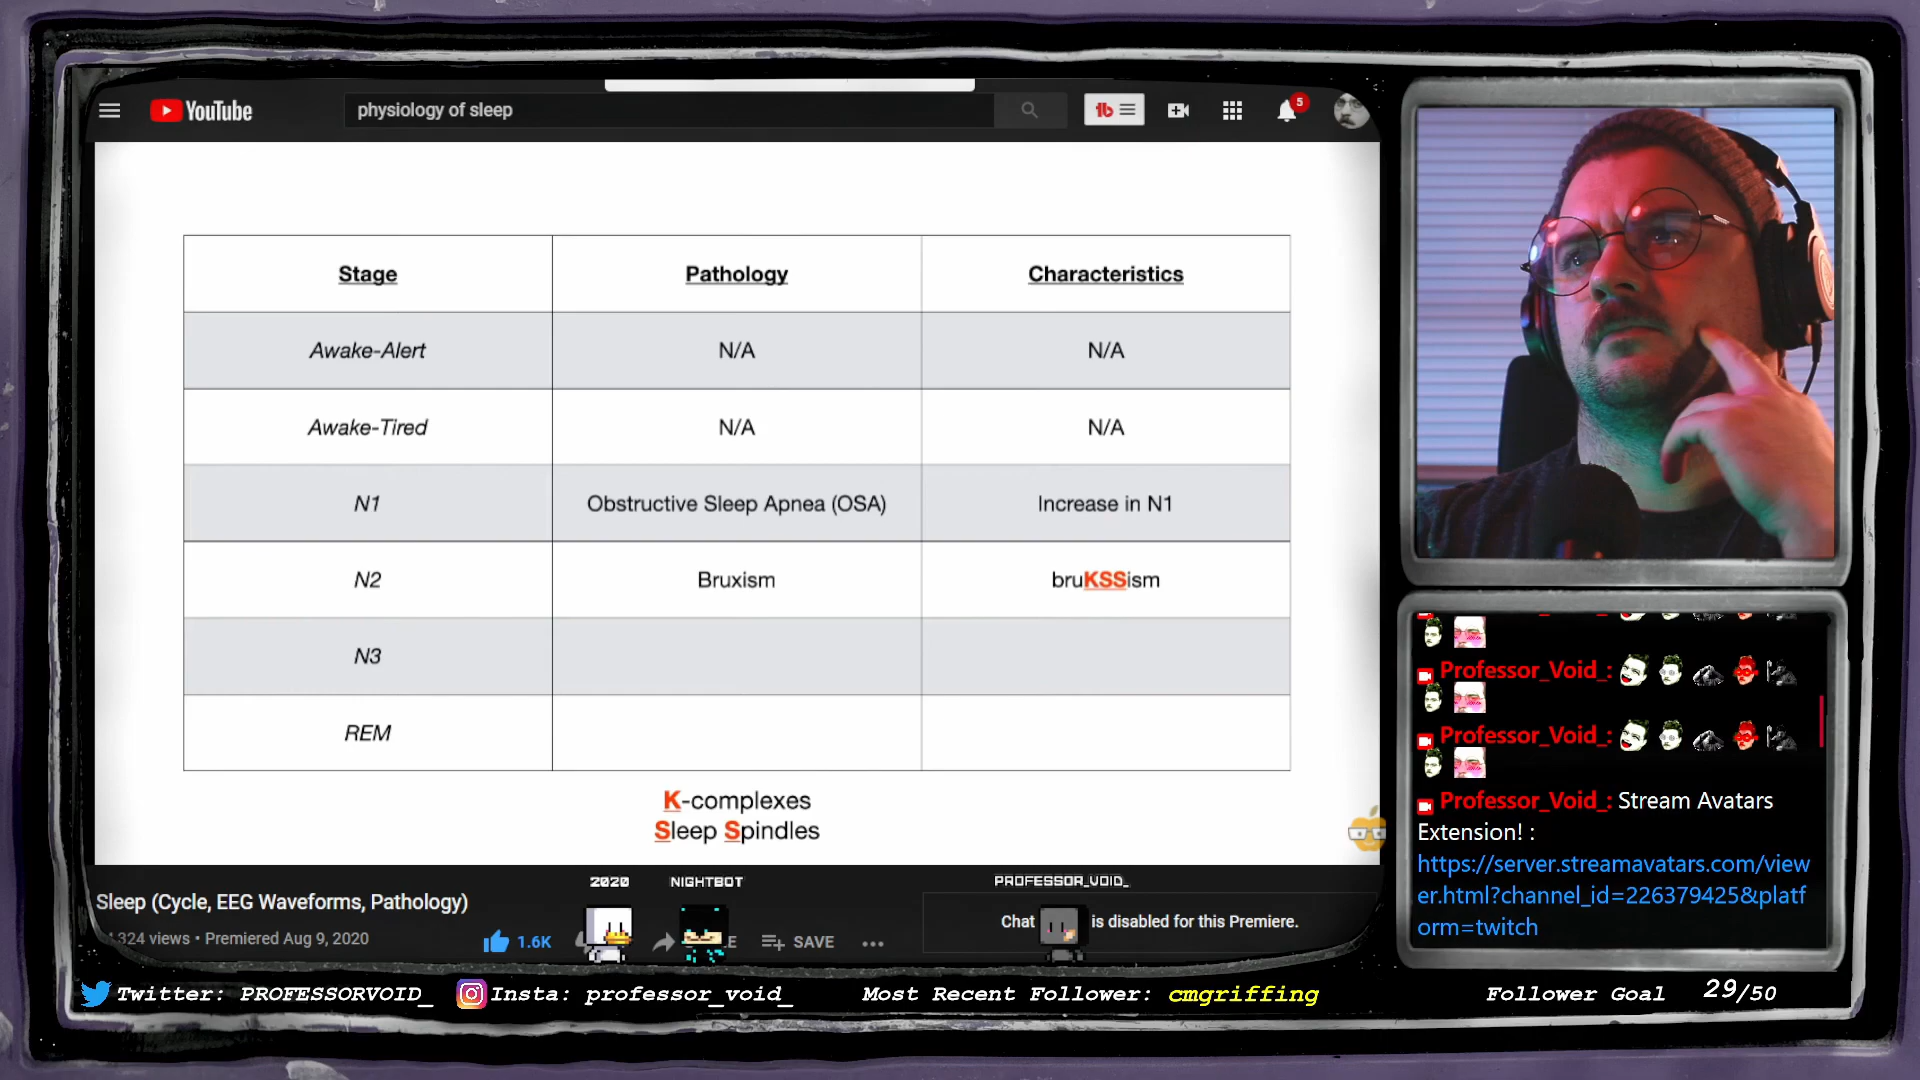 YouTube
physiology of sleep
5
Stage Pathology Characteristics
Awake-Alert N/A N/A
Awake-Tired N/A N/A
N1 Obstructive Sleep Apnea (OSA) Increase in N1
N2 Bruxism bruKSSism
N3
REM
K-complexes
Sleep Spindles
Sleep (Cycle, EEG Waveforms, Pathology)
324 views • Premiered Aug 9, 2020
1.6K
SAVE
2020
NIGHTBOT
PROFESSOR_VOID_
Chat is disabled for this Premiere.
Professor_Void_:
Professor_Void_:
Professor_Void_: Stream Avatars
Extension! :
https://server.streamavatars.com/view
er.html?channel_id=226379425&platf
orm=twitch
Twitter: PROFESSORVOID_ Insta: professor_void_ Most Recent Follower: cmgriffing Follower Goal 29/50